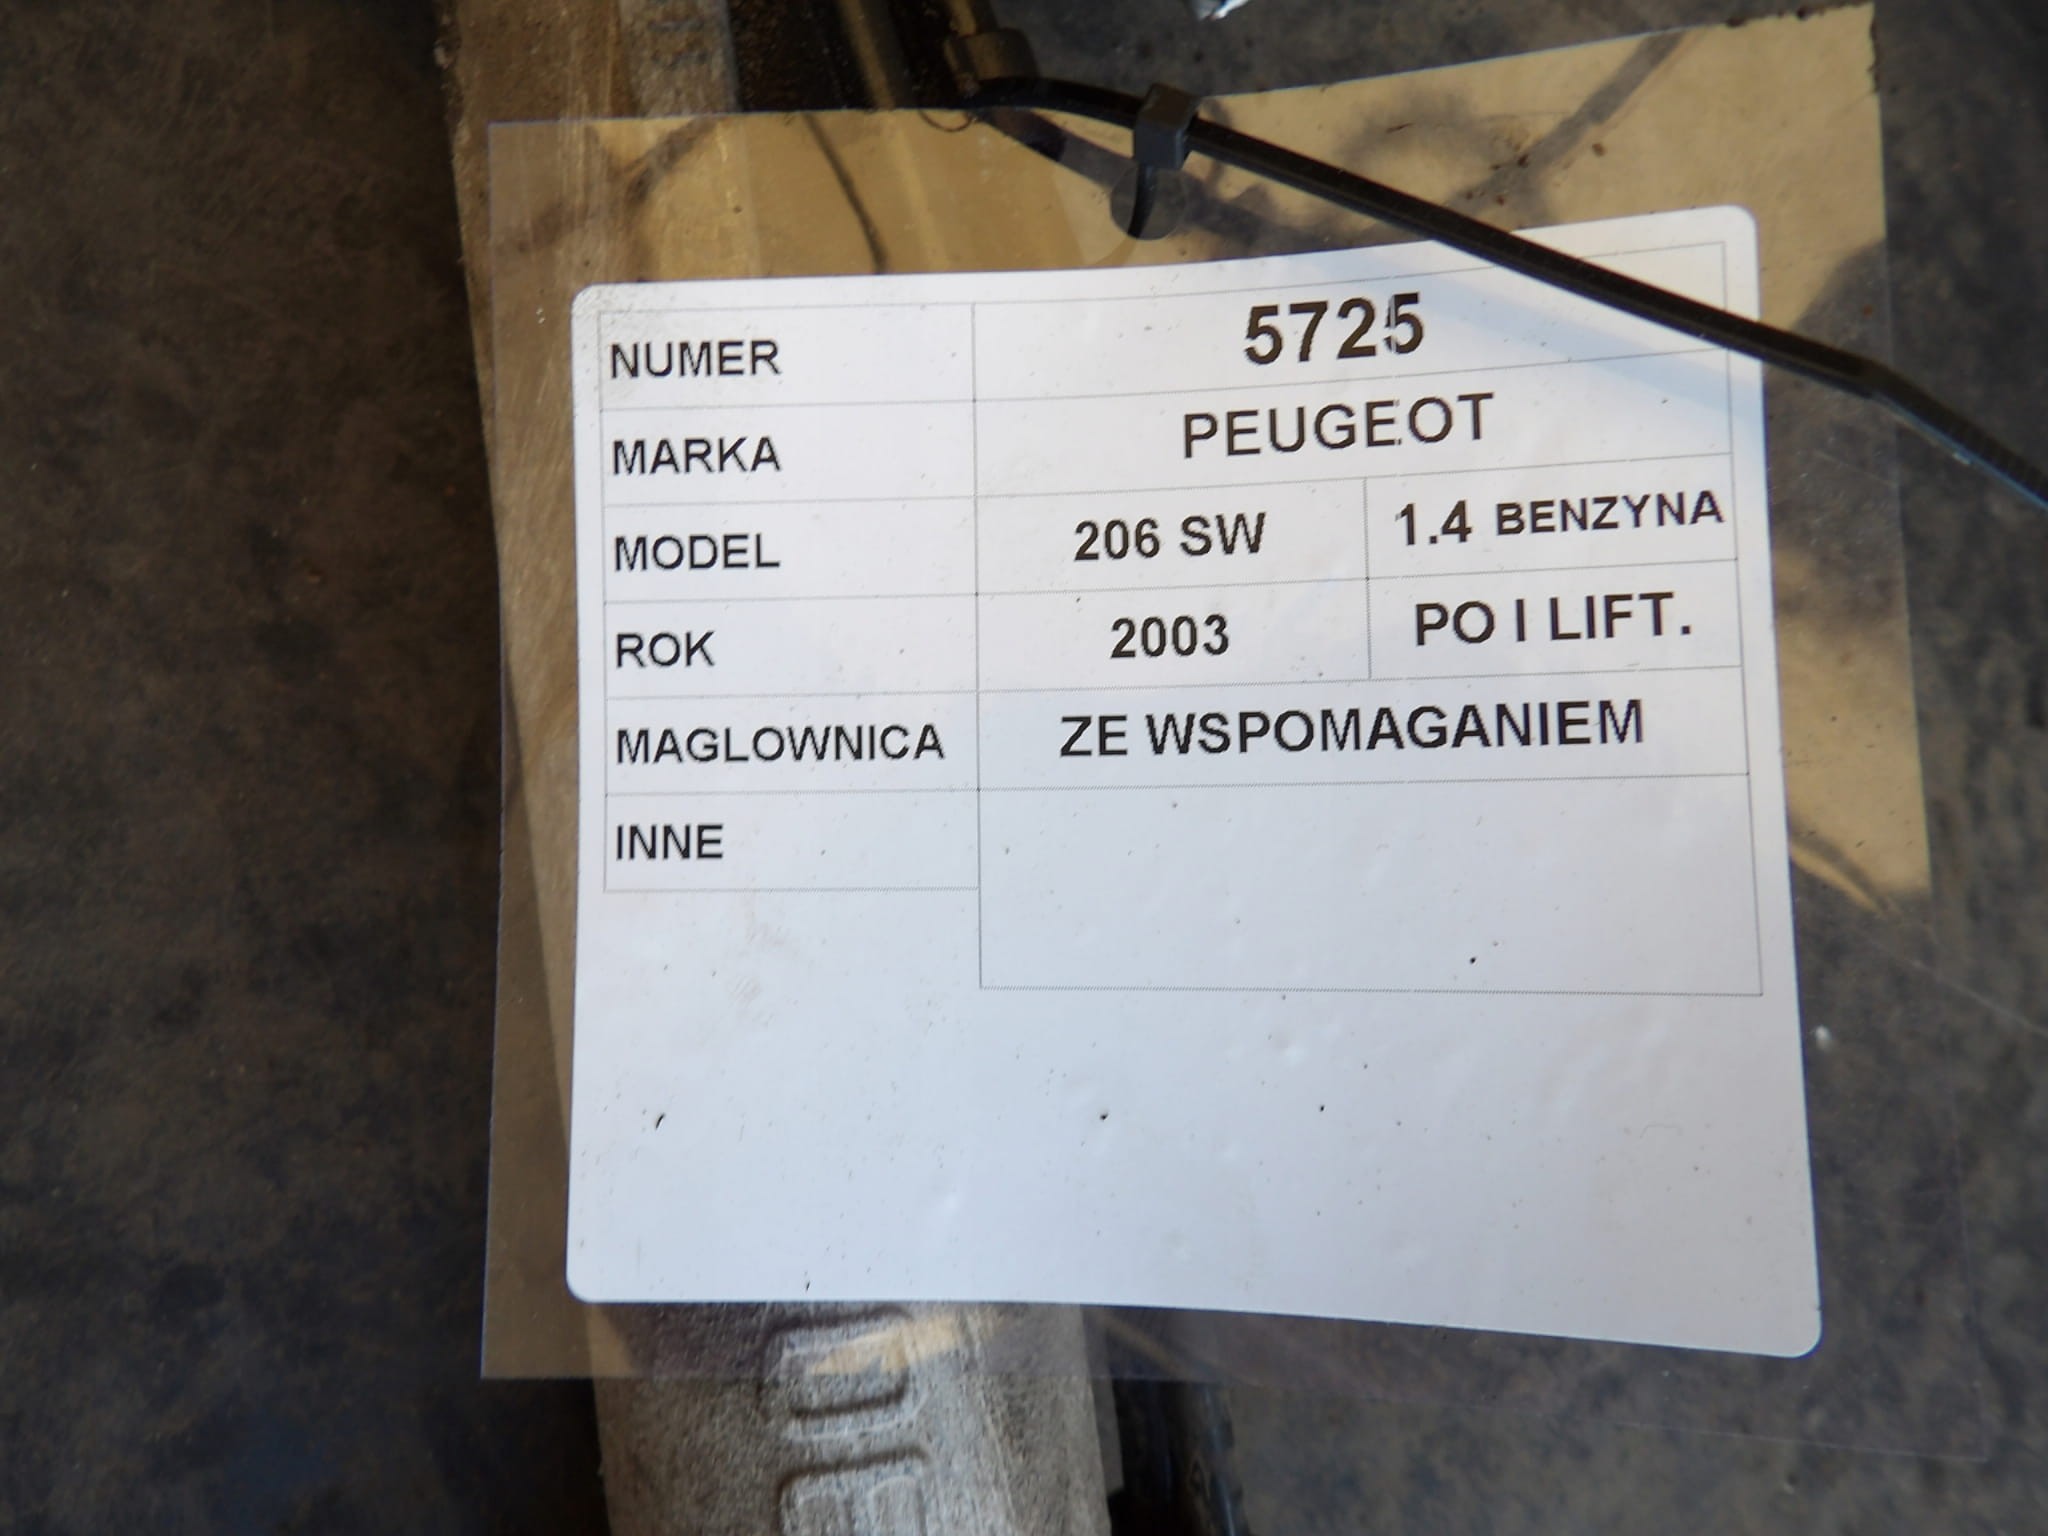 NUMER 5725
MARKA PEUGEOT
MODEL 206 SW 1.4 BENZYNA
ROK 2003 PO I LIFT.
MAGLOWNICA ZE WSPOMAGANIEM
INNE